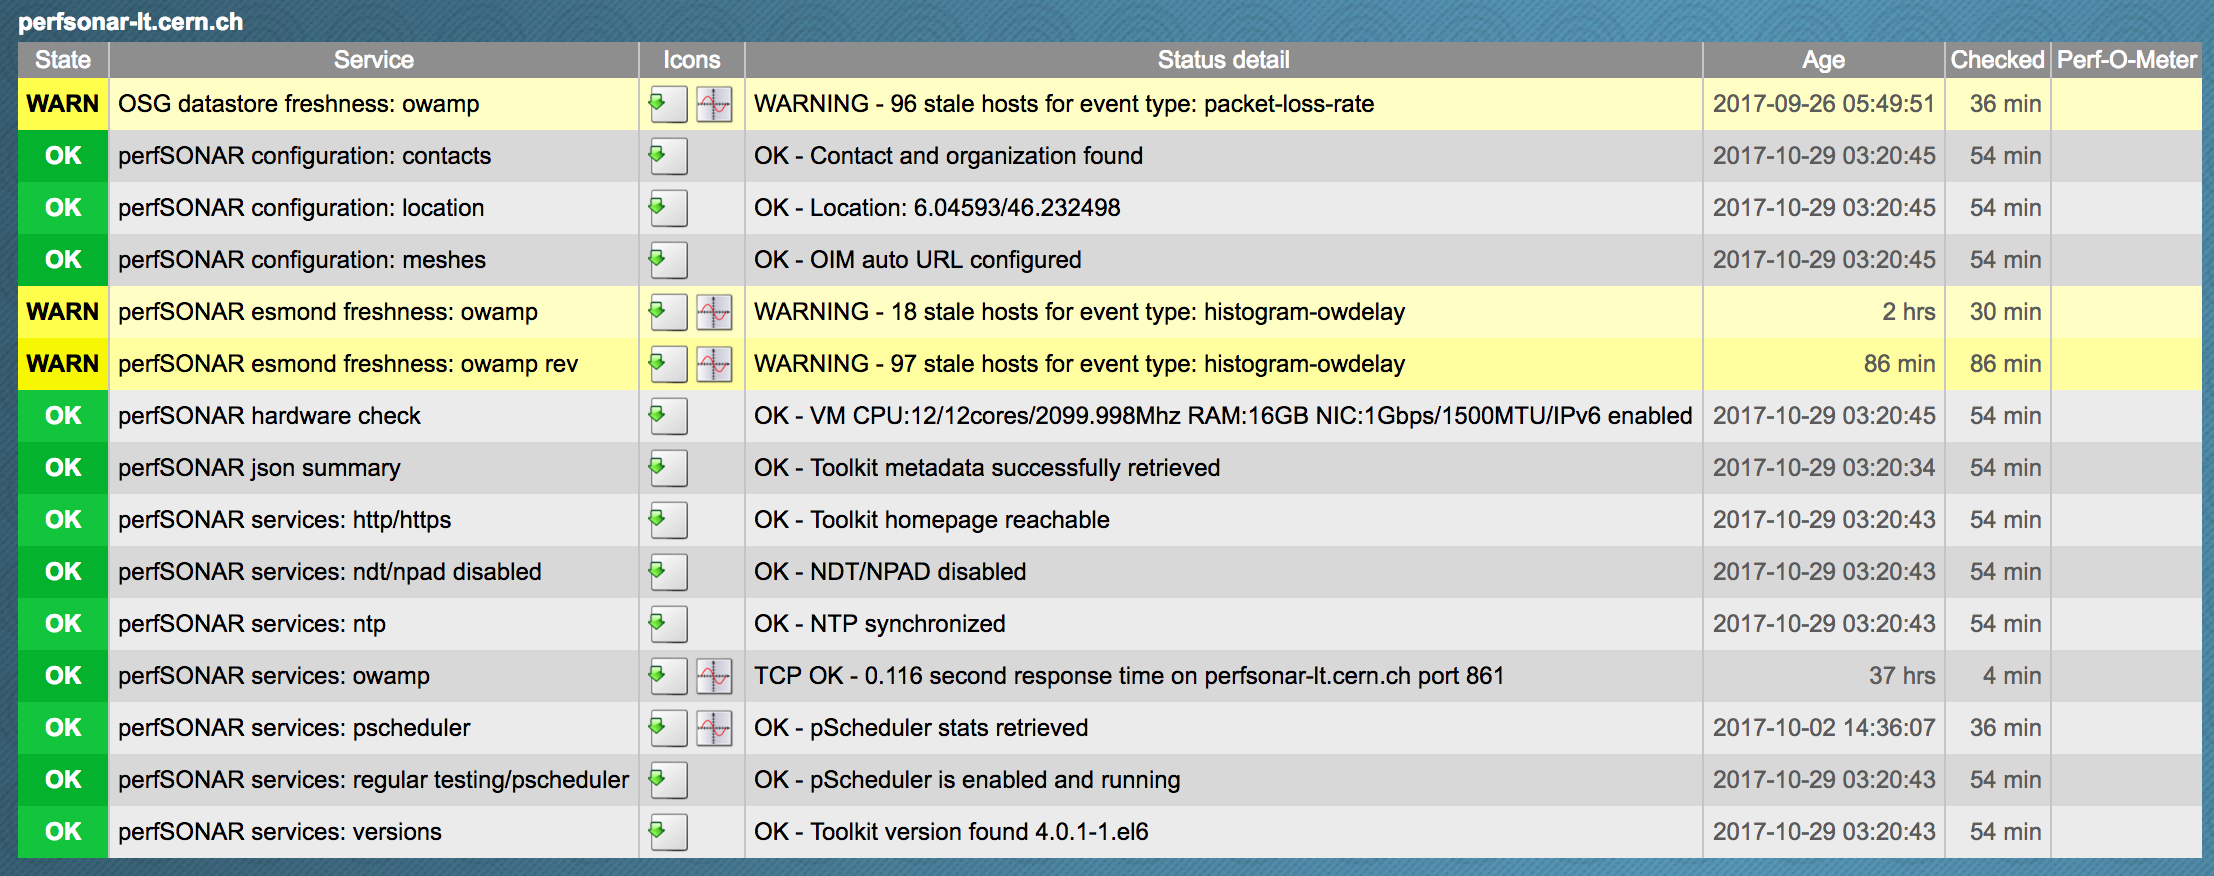 perfsonar-lt.cern.ch
State Service Icons Status detail Age Checked Perf-O-Meter
WARN OSG datastore freshness: owamp WARNING - 96 stale hosts for event type: packet-loss-rate 2017-09-26 05:49:51 36 min
OK perfSONAR configuration: contacts OK - Contact and organization found 2017-10-29 03:20:45 54 min
OK perfSONAR configuration: location OK - Location: 6.04593/46.232498 2017-10-29 03:20:45 54 min
OK perfSONAR configuration: meshes OK - OIM auto URL configured 2017-10-29 03:20:45 54 min
WARN perfSONAR esmond freshness: owamp WARNING - 18 stale hosts for event type: histogram-owdelay 2 hrs 30 min
WARN perfSONAR esmond freshness: owamp rev WARNING - 97 stale hosts for event type: histogram-owdelay 86 min 86 min
OK perfSONAR hardware check OK - VM CPU:12/12cores/2099.998Mhz RAM:16GB NIC:1Gbps/1500MTU/IPv6 enabled 2017-10-29 03:20:45 54 min
OK perfSONAR json summary OK - Toolkit metadata successfully retrieved 2017-10-29 03:20:34 54 min
OK perfSONAR services: http/https OK - Toolkit homepage reachable 2017-10-29 03:20:43 54 min
OK perfSONAR services: ndt/npad disabled OK - NDT/NPAD disabled 2017-10-29 03:20:43 54 min
OK perfSONAR services: ntp OK - NTP synchronized 2017-10-29 03:20:43 54 min
OK perfSONAR services: owamp TCP OK - 0.116 second response time on perfsonar-lt.cern.ch port 861 37 hrs 4 min
OK perfSONAR services: pscheduler OK - pScheduler stats retrieved 2017-10-02 14:36:07 36 min
OK perfSONAR services: regular testing/pscheduler OK - pScheduler is enabled and running 2017-10-29 03:20:43 54 min
OK perfSONAR services: versions OK - Toolkit version found 4.0.1-1.el6 2017-10-29 03:20:43 54 min